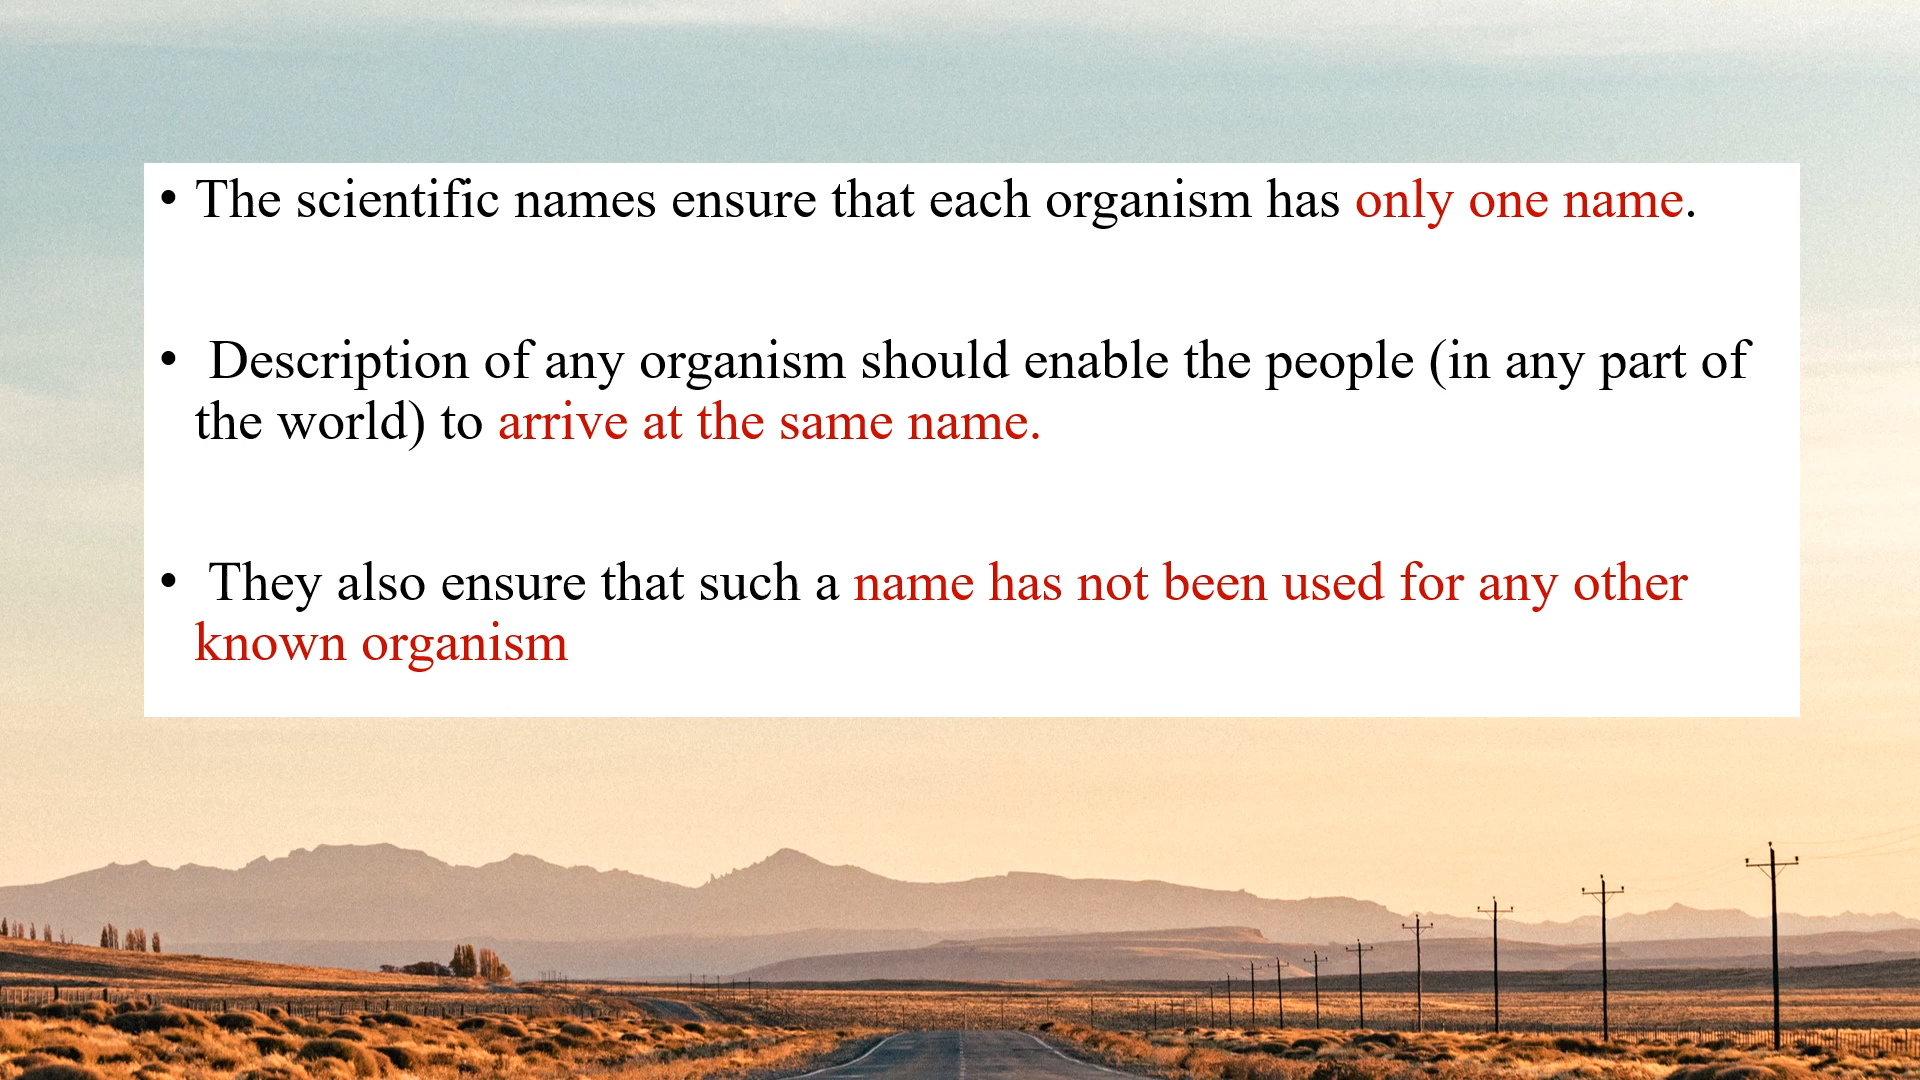 • The scientific names ensure that each organism has only one name.
• Description of any organism should enable the people (in any part of
the world) to arrive at the same name.
• They also ensure that such a name has not been used for any other
known organism